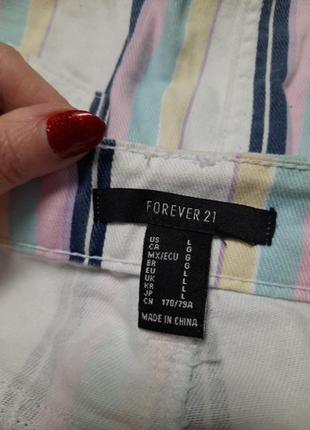 FOREVER 21
US L
CA G
MX/ECU G
BR G
EU L
UK L
KR L
JP L
CN 170/79A
MADE IN CHINA